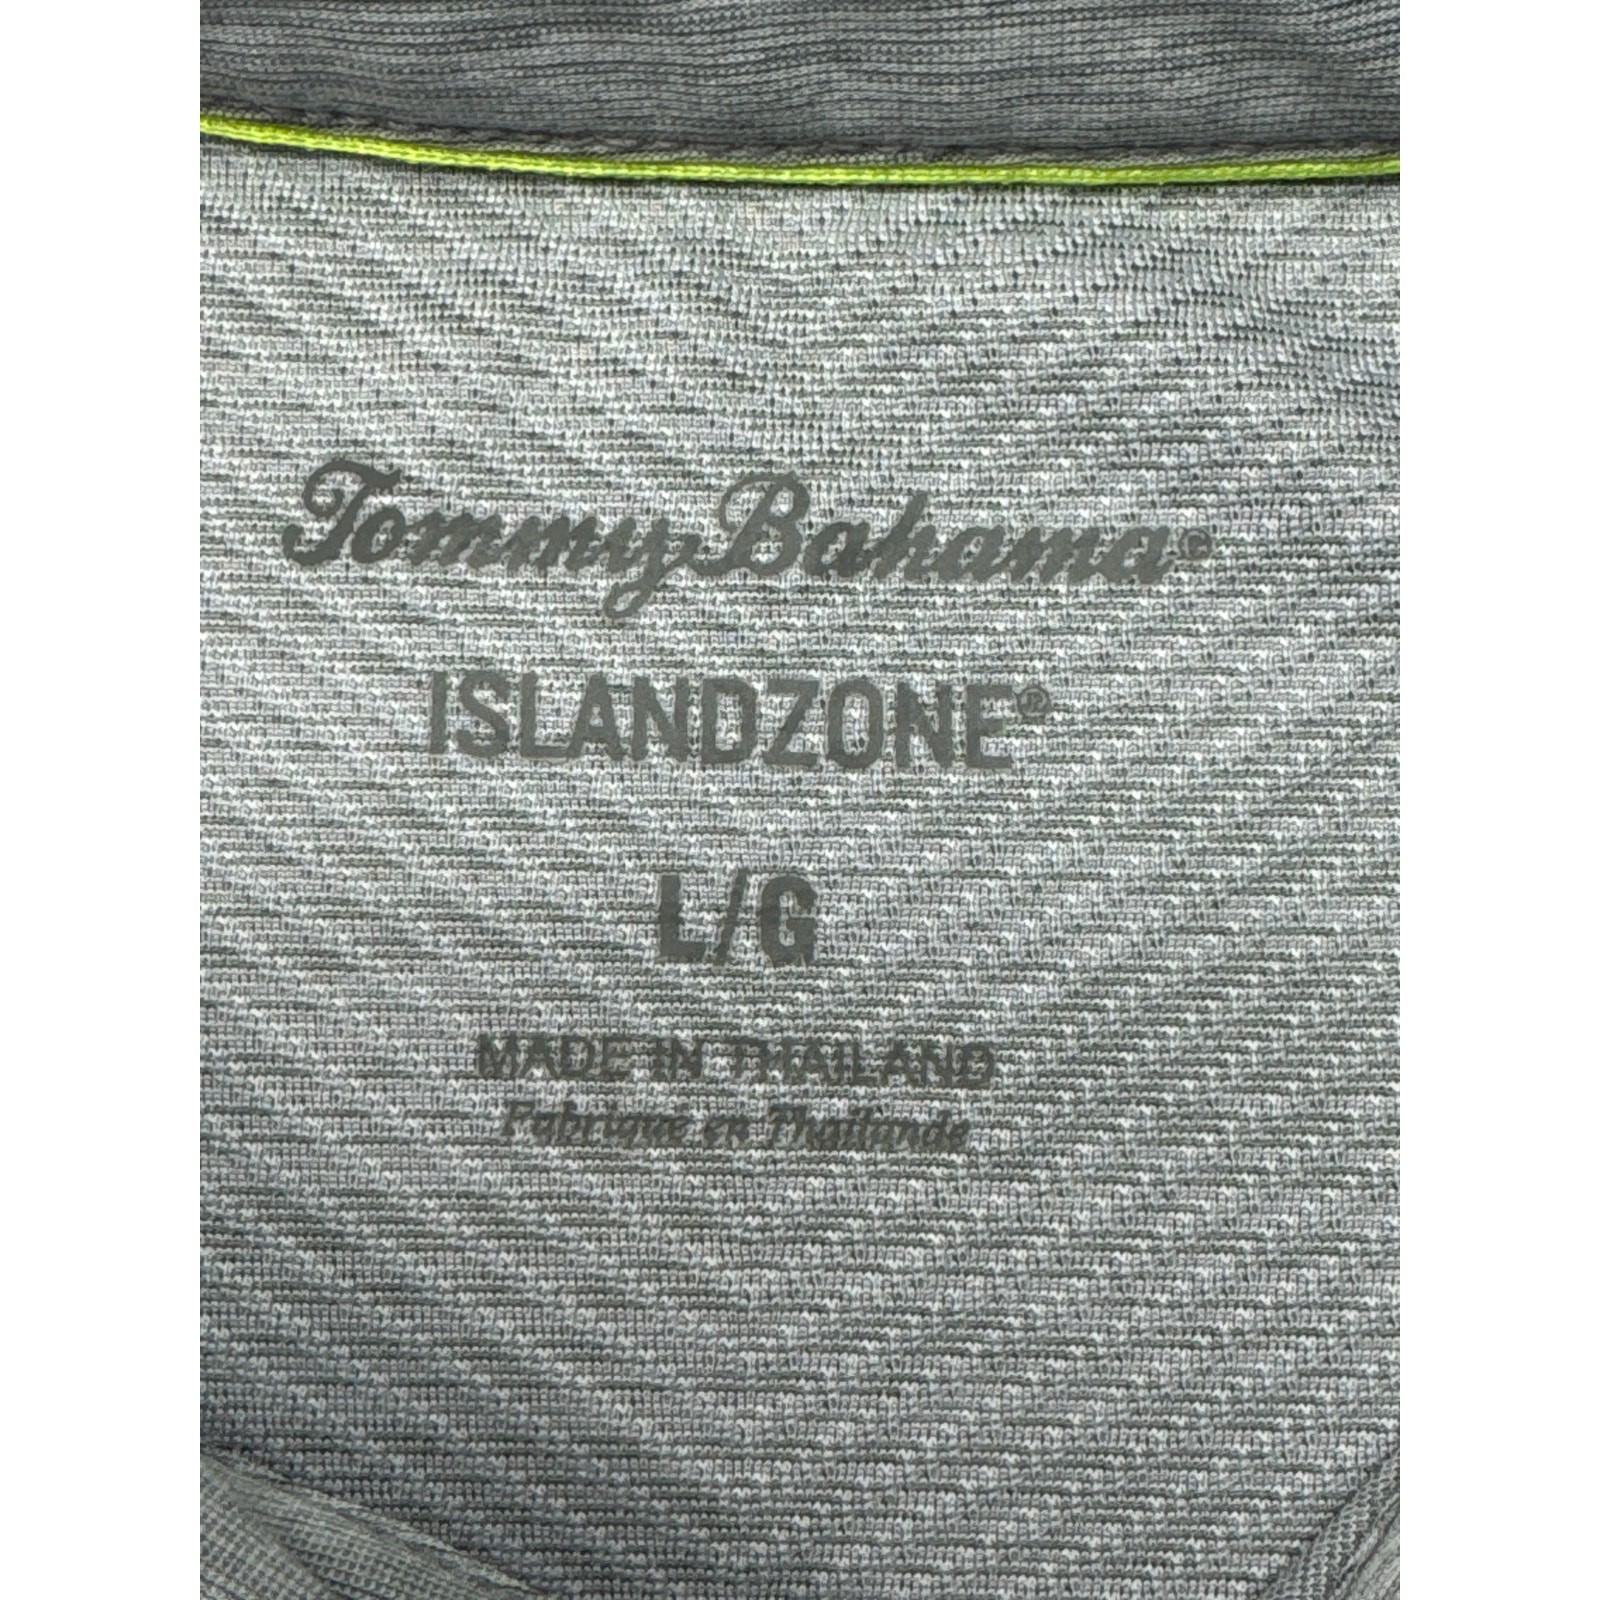 Tommy Bahama®
ISLANDZONE®
L/G
MADE IN THAILAND
Fabriqué en Thaïlande